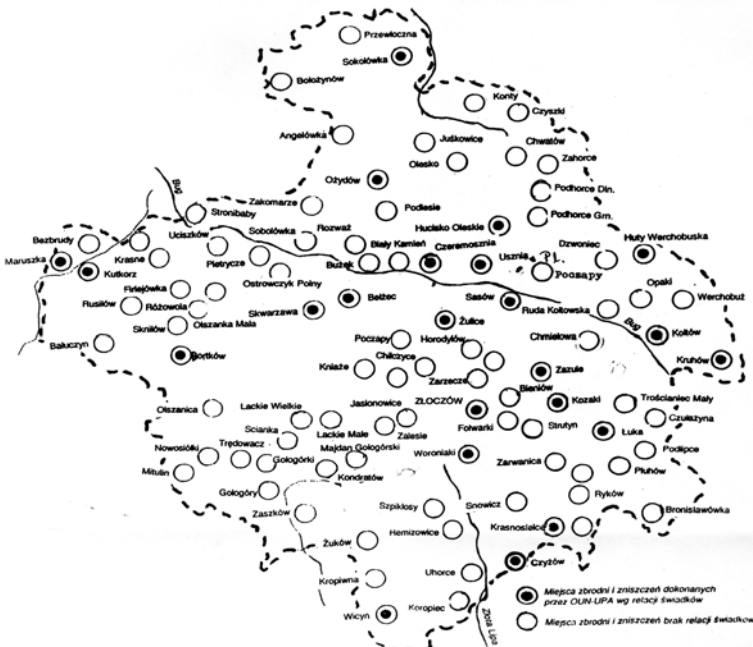 Przewłoczna
Sokolówka
Bołożynów
Konty
Czyszki
Angelówka
Juśkowice
Chwatów
Olesko
Zahorce
Ożydów
Podhorce Dln.
Bug
Zakomarze
Podlesie
Stronibaby
Podhorce Grn.
Hucisko Oleskie
Bezbrudy
Uciszków
Sobolówka
Rozważ
Biały Kamień
Czeremosznia
Dzwoniec
Huty Werchobuska
Maruszka
Krasne
Pietrycze
Bużek
Usznia
Poczapy
Kutkorz
Ostrowczyk Polny
Opaki
Werchobuż
Firlejówka
Bełżec
Sasów
Rusiłów
Różowola
Ruda Kołtowska
Skwarzawa
Olszanka Mała
Żulice
Bug
Skniłów
Kołtów
Bałuczyn
Poczapy
Horodyłów
Chmielowa
Bortków
Kruhów
Kniaże
Chilczyce
Zazule
Zarzecze
Bieniów
Jasionowice
Kozaki
Trościaniec Mały
Olszanica
Lackie Wielkie
ZŁOCZÓW
Czułszyna
Scianka
Lackie Małe
Zalesie
Folwarki
Strutyn
Łuka
Nowosiółki
Trędowacz
Majdan Gołogórski
Woroniaki
Podlipce
Gołogórki
Zarwanica
Mitulin
Kondratów
Płuhów
Gołogóry
Ryków
Zaszków
Szpikłosy
Snowicz
Bronisławówka
Hemizowice
Krasnosielce
Żuków
Czyżów
Kropiwna
Uhorce
Koropiec
Wicyn
Złota Lipa
Miejsca zbrodni i zniszczeń dokonanych
przez OUN-UPA wg relacji świadków
Miejsca zbrodni i zniszczeń brak relacji świadków